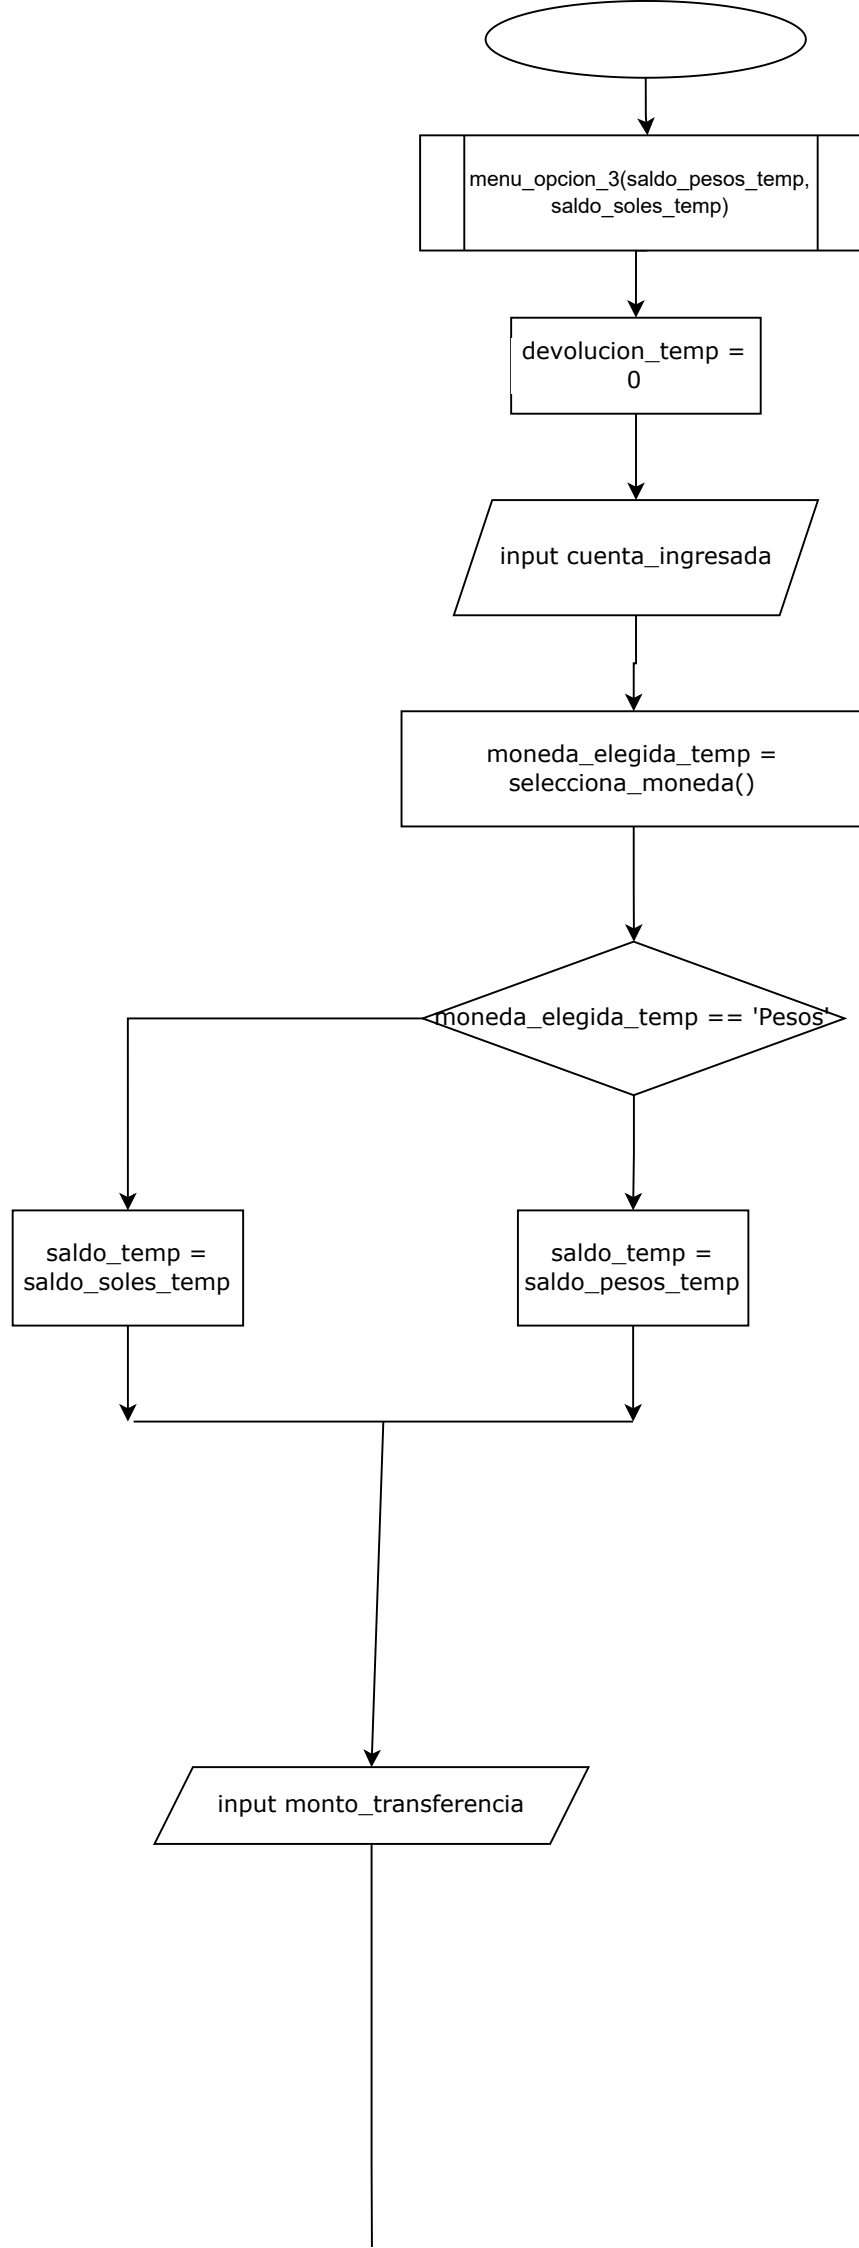 menu_opcion_3(saldo_pesos_temp,
saldo_soles_temp)
devolucion_temp =
0
input cuenta_ingresada
moneda_elegida_temp =
selecciona_moneda()
moneda_elegida_temp == 'Pesos'
saldo_temp =
saldo_soles_temp
saldo_temp =
saldo_pesos_temp
input monto_transferencia